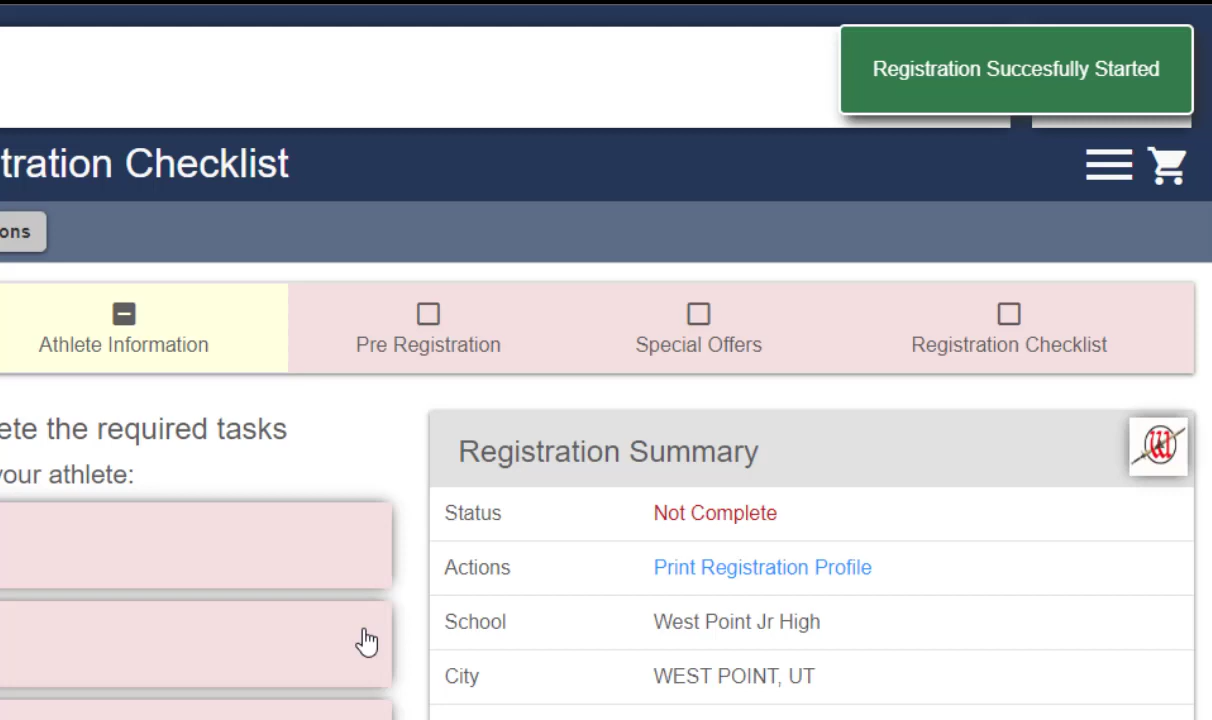 Registration Succesfully Started
tration Checklist
ons
Athlete Information
Pre Registration
Special Offers
Registration Checklist
ete the required tasks
your athlete:
Registration Summary
Status Not Complete
Actions Print Registration Profile
School West Point Jr High
City WEST POINT, UT